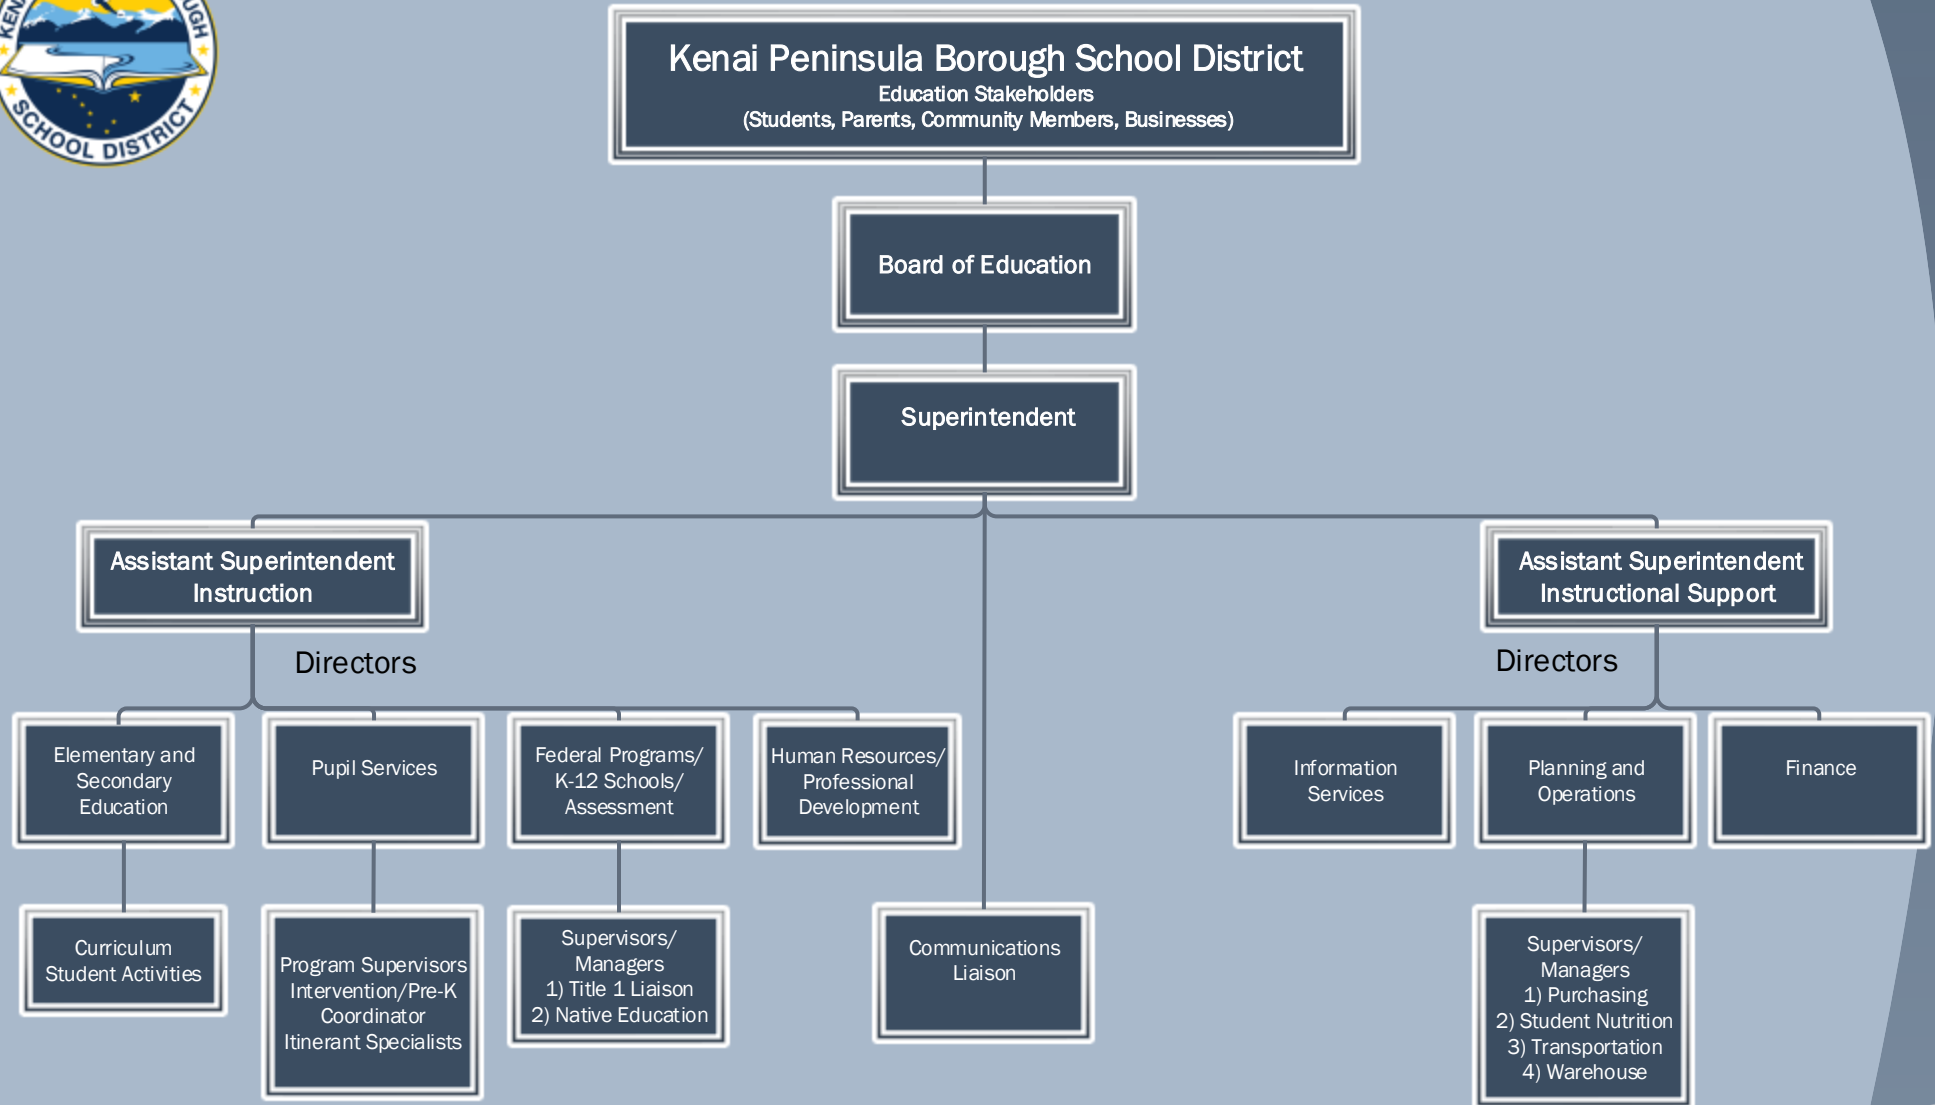 KENA
UGH
SCHOOL DISTRICT
Kenai Peninsula Borough School District
Education Stakeholders
(Students, Parents, Community Members, Businesses)
Board of Education
Superintendent
Assistant Superintendent
Instruction
Assistant Superintendent
Instructional Support
Directors
Directors
Elementary and
Secondary
Education
Pupil Services
Federal Programs/
K-12 Schools/
Assessment
Human Resources/
Professional
Development
Information
Services
Planning and
Operations
Finance
Curriculum
Student Activities
Program Supervisors
Intervention/Pre-K
Coordinator
Itinerant Specialists
Supervisors/
Managers
1) Title 1 Liaison
2) Native Education
Communications
Liaison
Supervisors/
Managers
1) Purchasing
2) Student Nutrition
3) Transportation
4) Warehouse